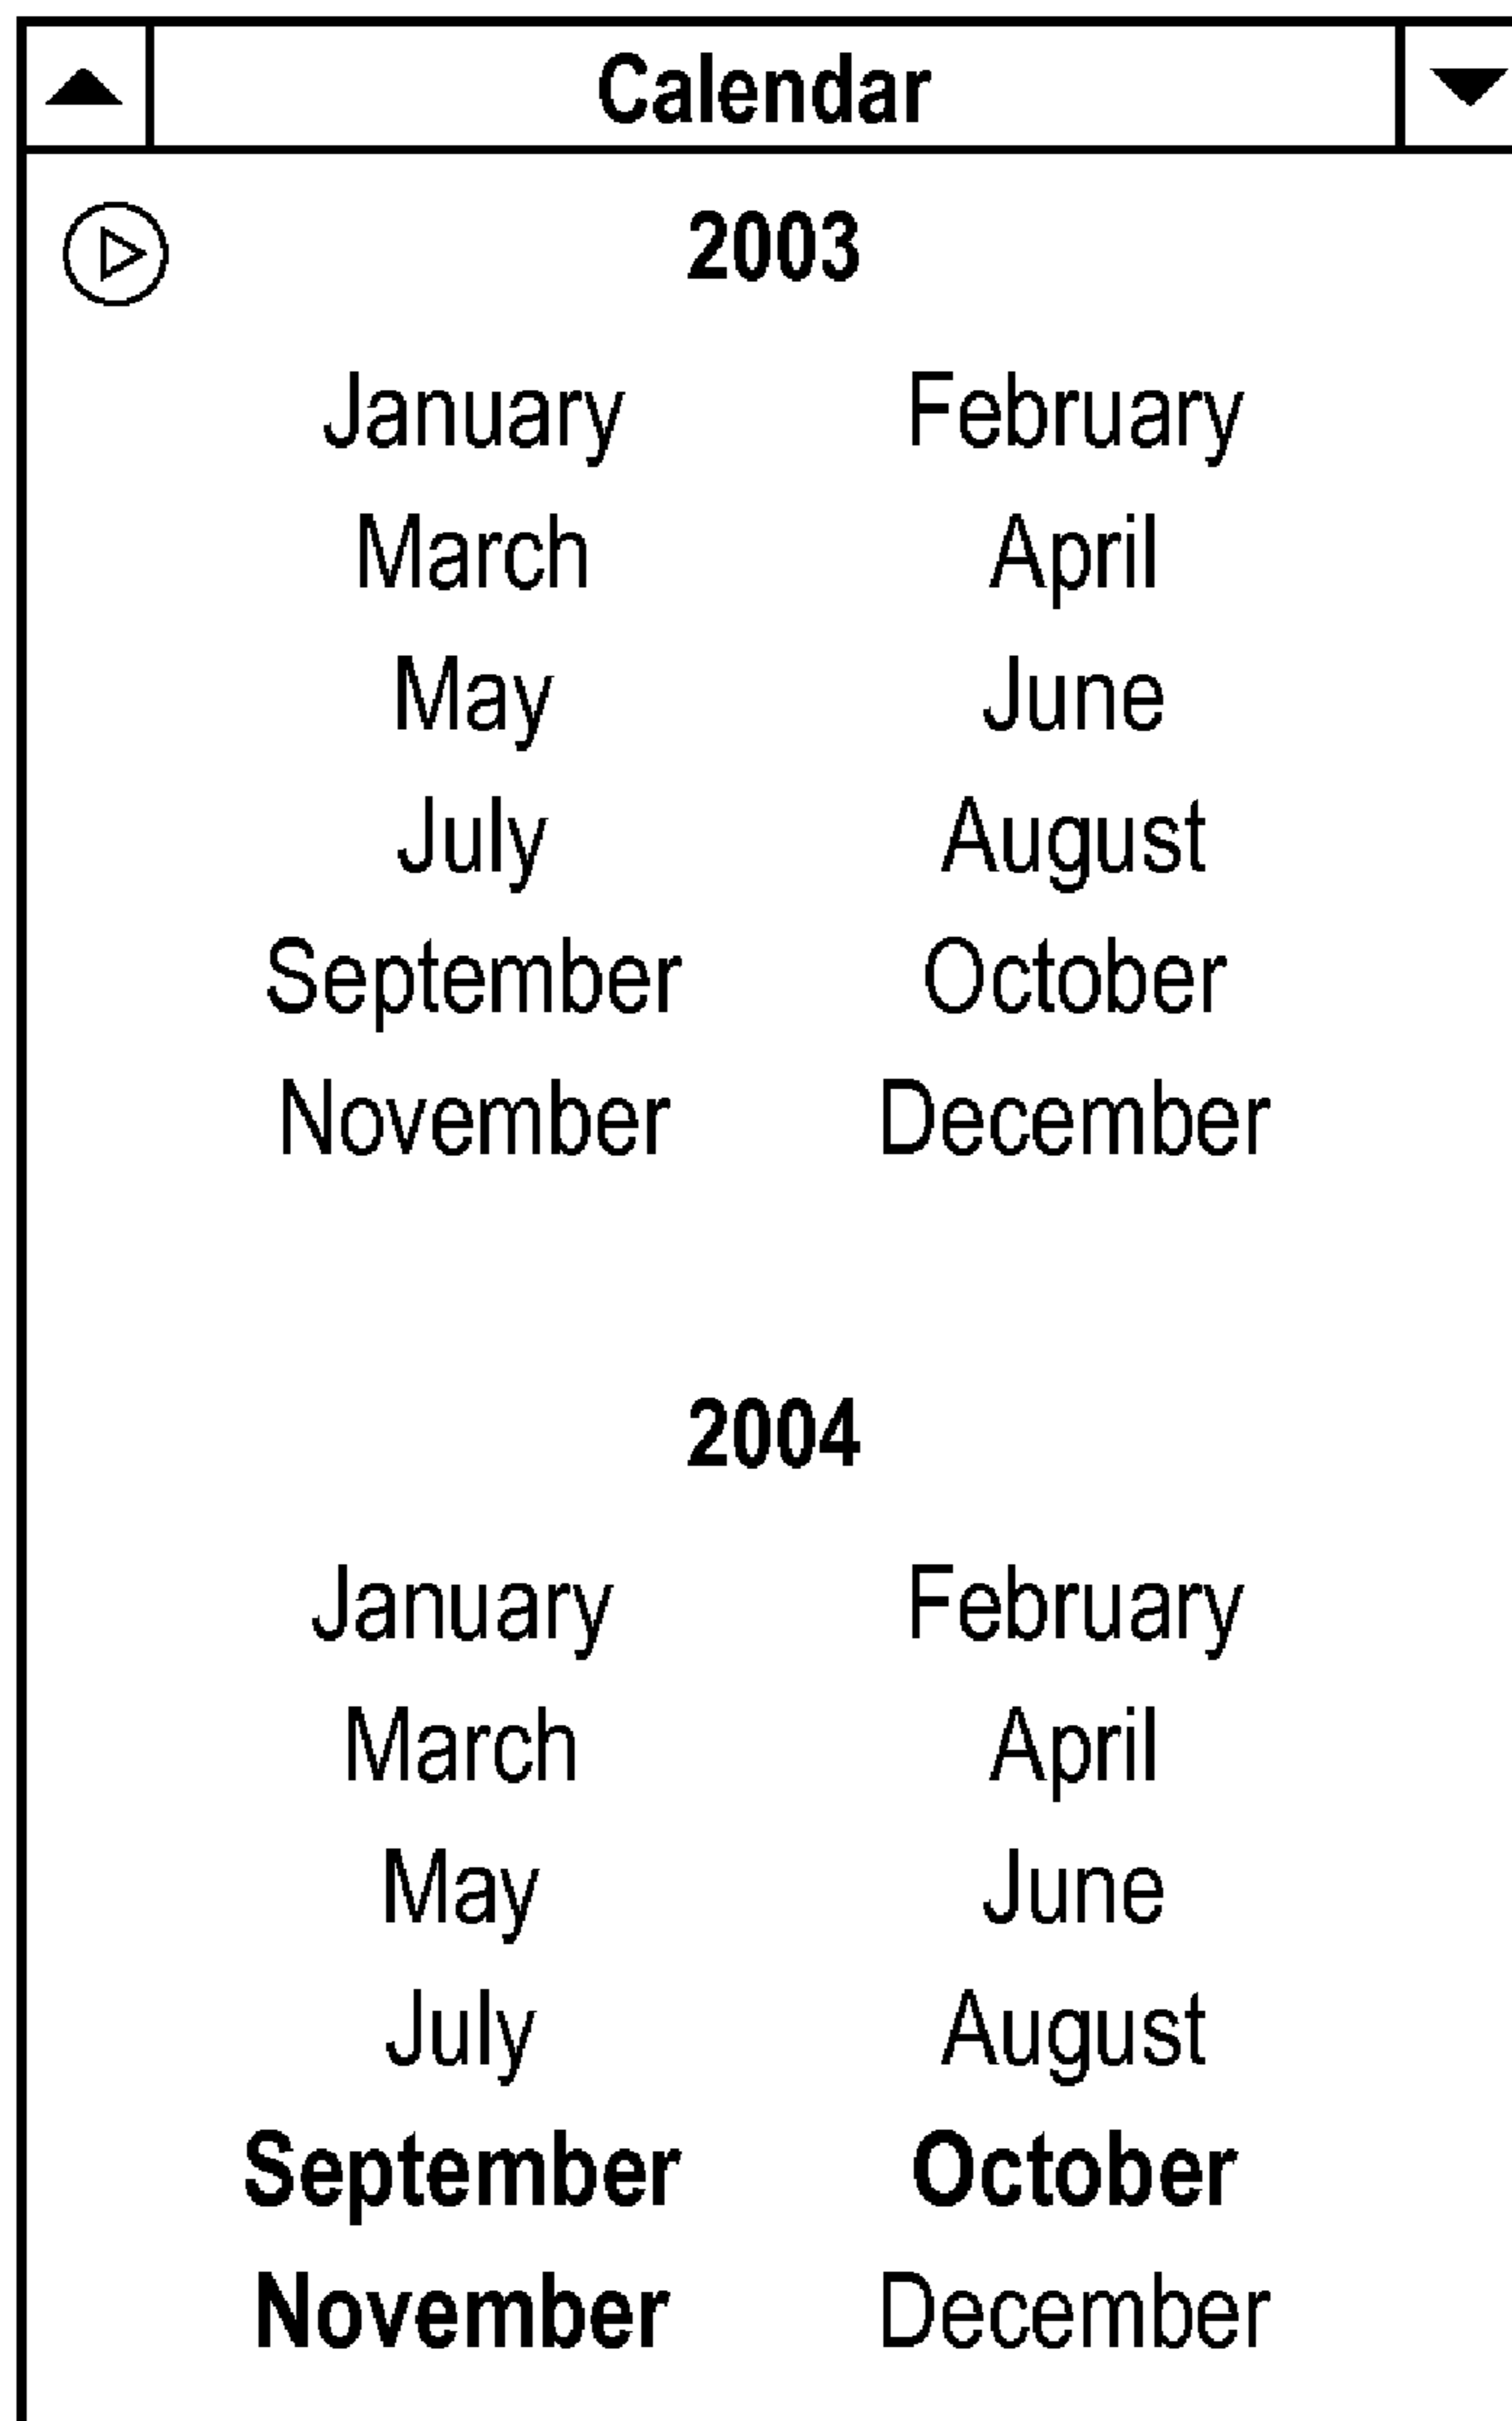 Calendar
2003
January February
March April
May June
July August
September October
November December
2004
January February
March April
May June
July August
September October
November December